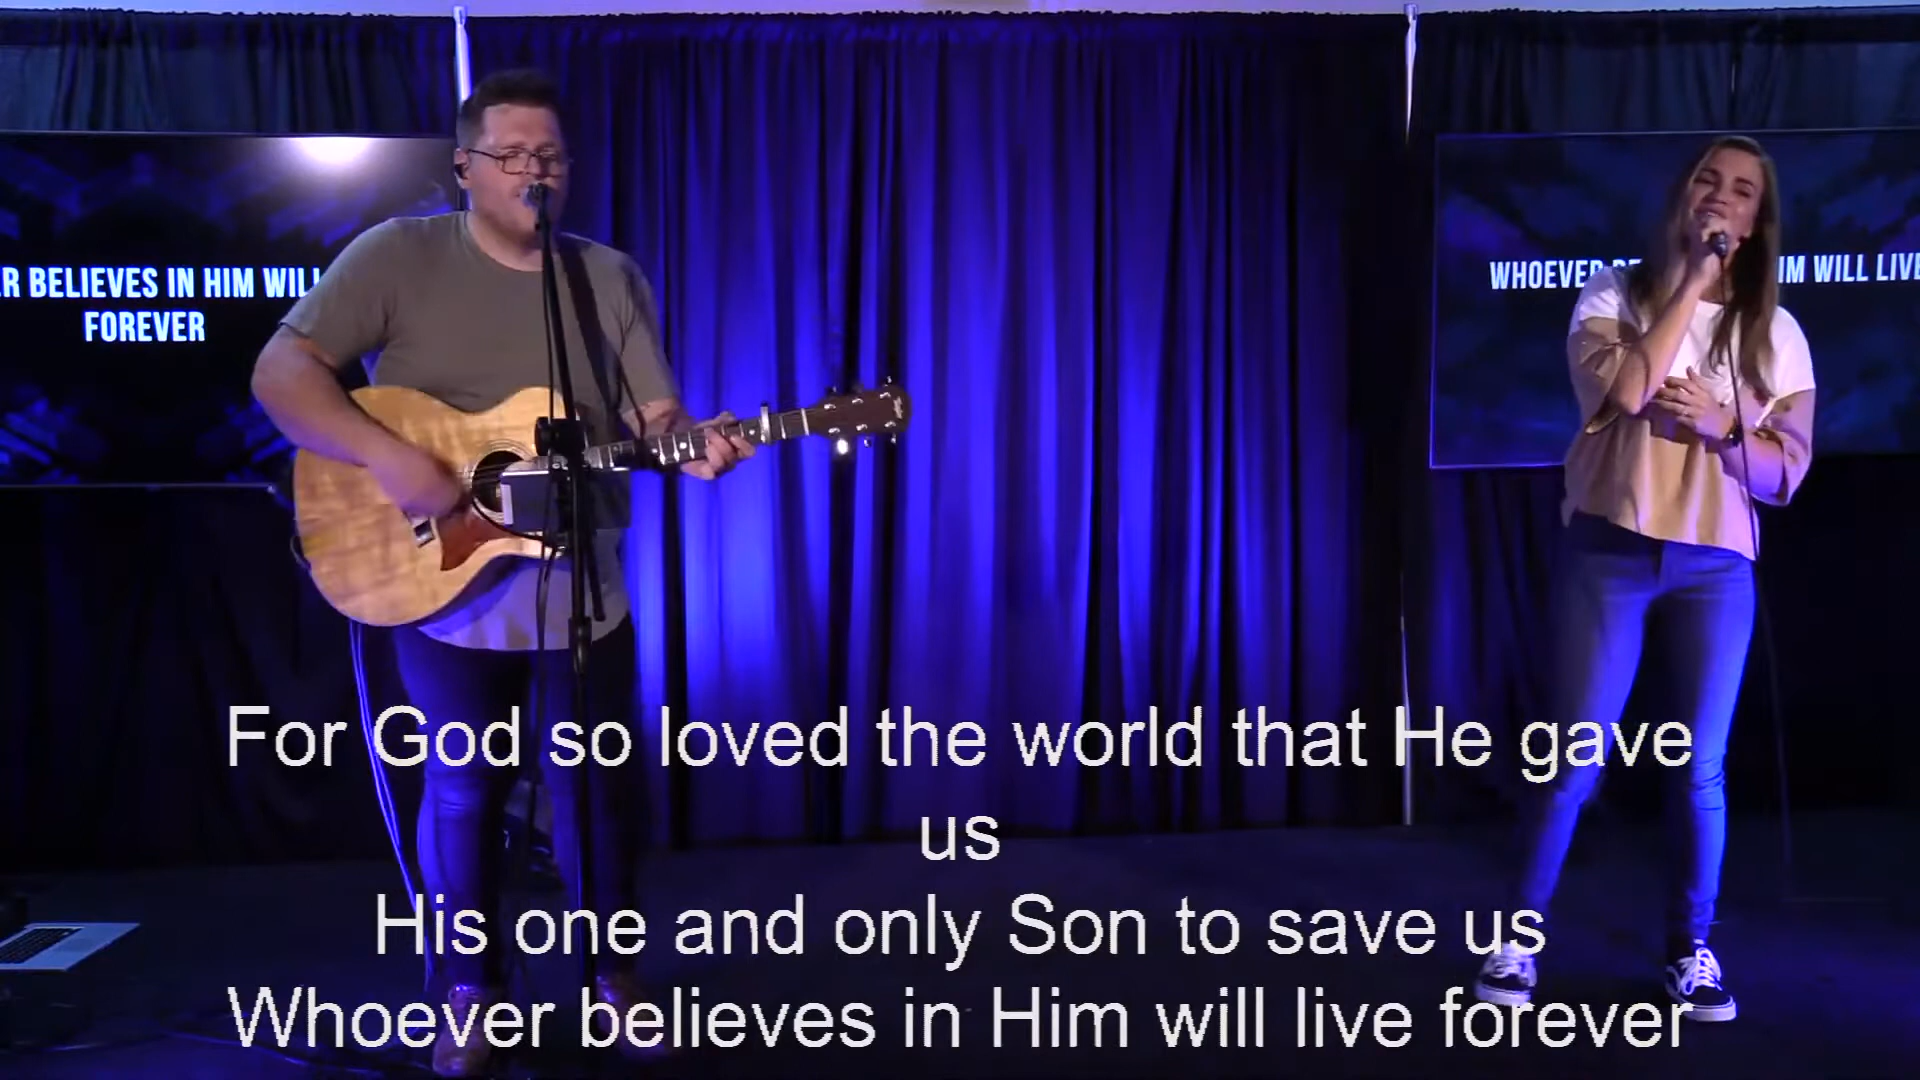 R BELIEVES IN HIM WILL
FOREVER
WHOEVER
HIM WILL LIVE
For God so loved the world that He gave
us
His one and only Son to save us
Whoever believes in Him will live forever